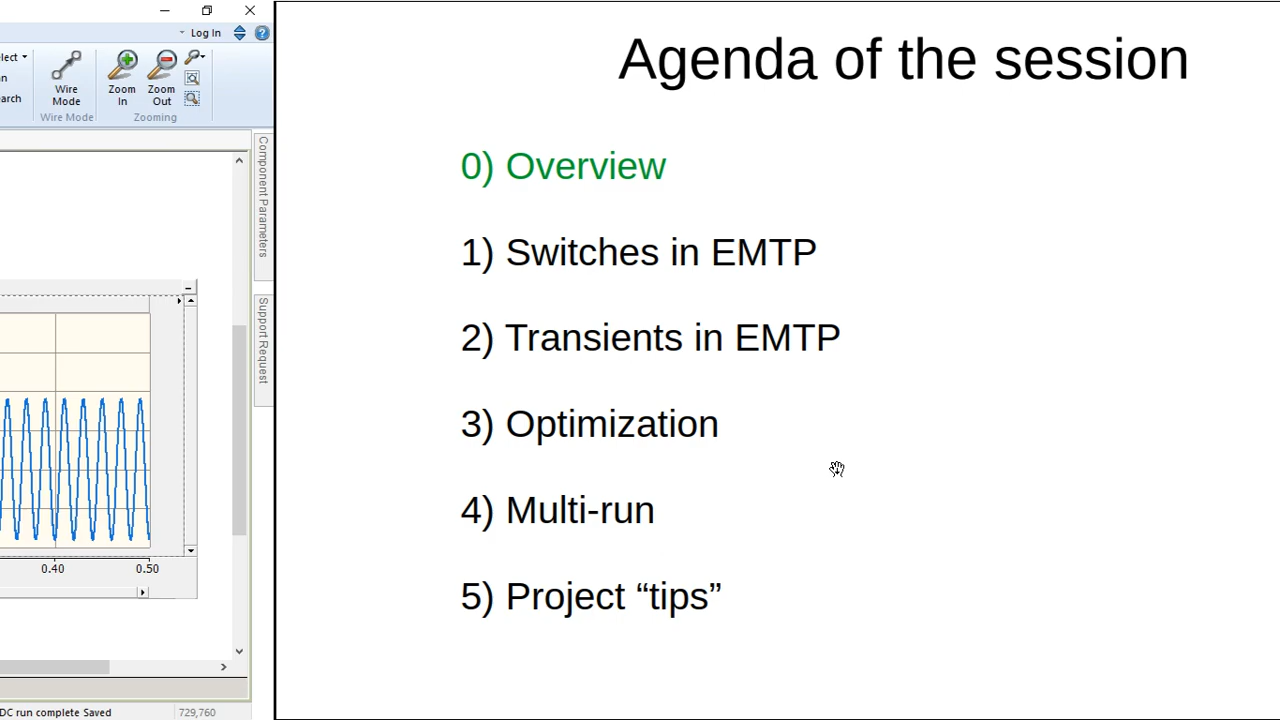 Log In
elect
n
earch
Wire Mode
Zoom In
Zoom Out
Wire Mode
Zooming
Component Parameters
Support Request
0.40
0.50
DC run complete Saved
729,760
Agenda of the session
0) Overview
1) Switches in EMTP
2) Transients in EMTP
3) Optimization
4) Multi-run
5) Project “tips”